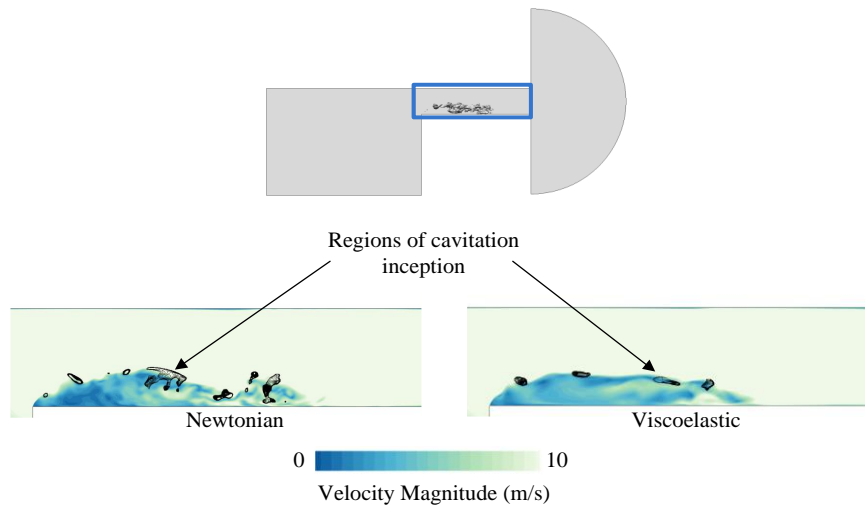 Regions of cavitation
inception
Newtonian
Viscoelastic
0
10
Velocity Magnitude (m/s)